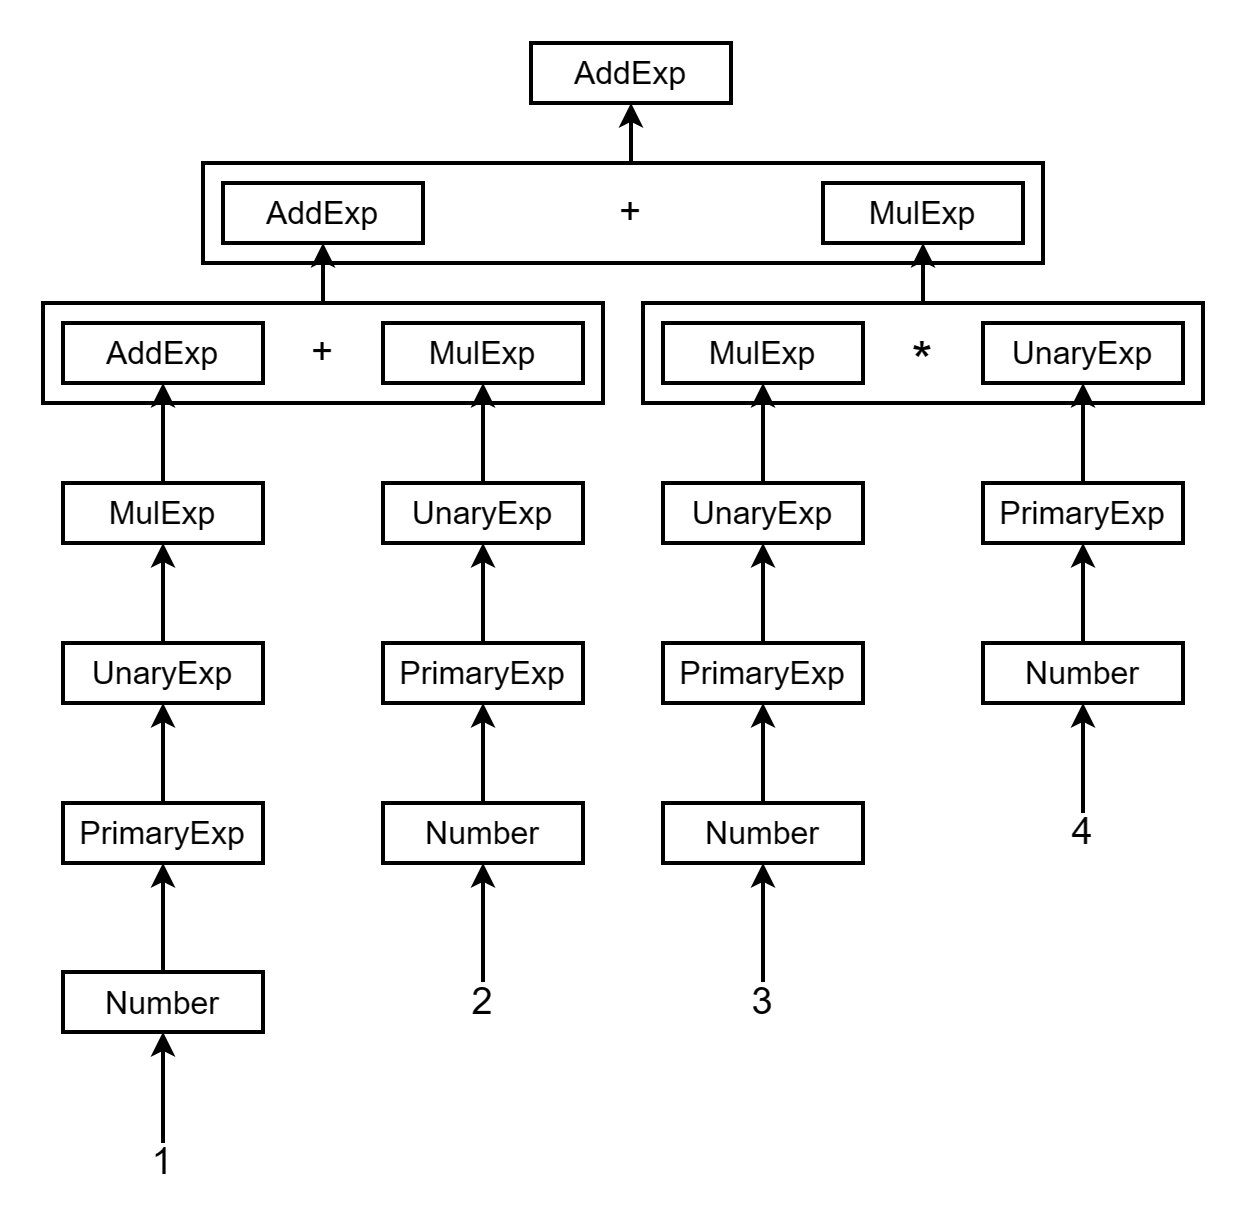 AddExp
AddExp + MulExp
AddExp + MulExp MulExp * UnaryExp
MulExp UnaryExp UnaryExp PrimaryExp
UnaryExp PrimaryExp PrimaryExp Number
PrimaryExp Number Number 4
Number 2 3
1